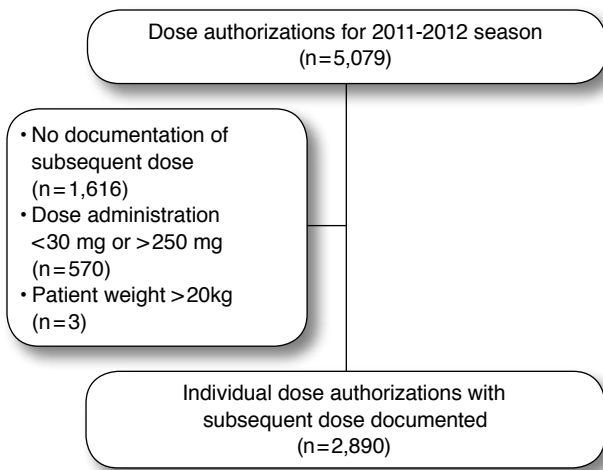 Dose authorizations for 2011-2012 season
(n=5,079)
• No documentation of
subsequent dose
(n=1,616)
• Dose administration
<30 mg or >250 mg
(n=570)
• Patient weight >20kg
(n=3)
Individual dose authorizations with
subsequent dose documented
(n=2,890)